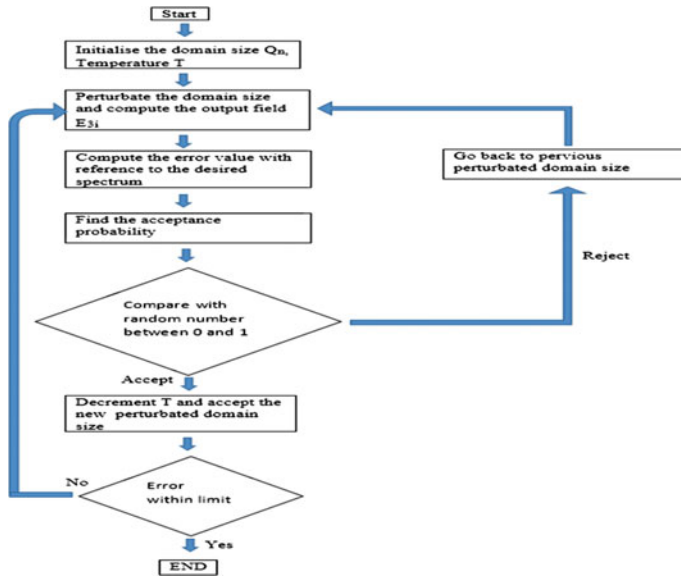 Start
Initialise the domain size Qn,
Temperature T
Perturbate the domain size
and compute the output field
E3i
Compute the error value with
reference to the desired
spectrum
Find the acceptance
probability
Compare with
random number
between 0 and 1
Accept
Decrement T and accept the
new perturbated domain
size
Error
within limit
No
Yes
END
Go back to pervious
perturbated domain size
Reject